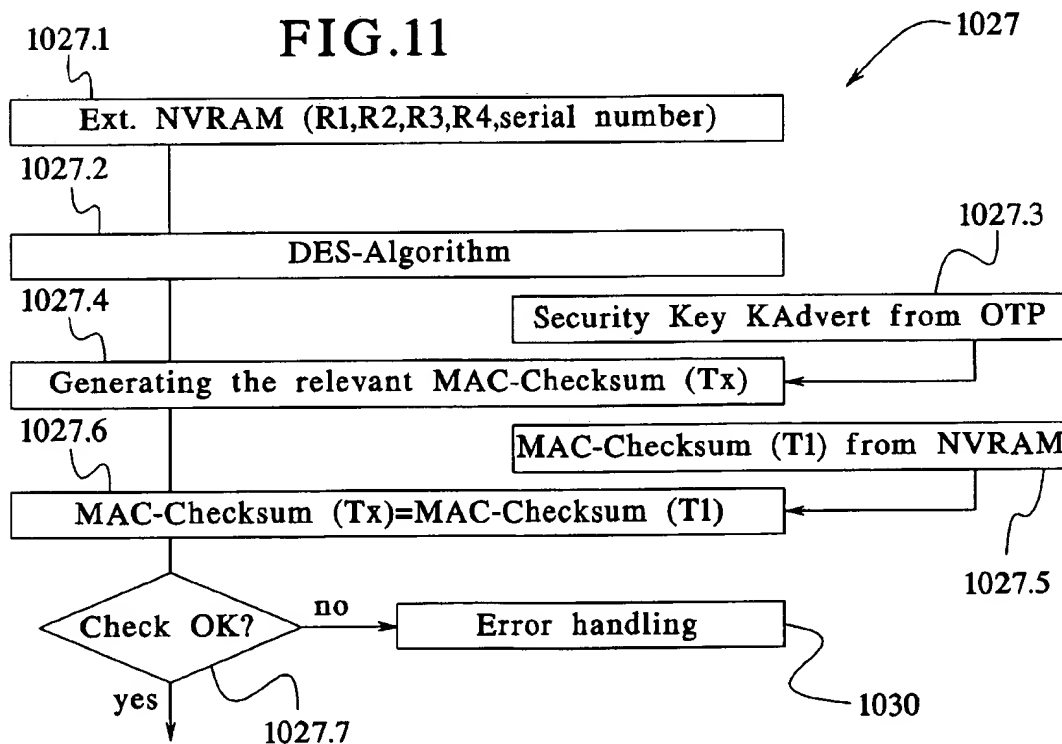 FIG.11
1027
1027.1
Ext. NVRAM (R1,R2,R3,R4,serial number)
1027.2
DES-Algorithm
1027.3
1027.4
Security Key KAdvert from OTP
Generating the relevant MAC-Checksum (Tx)
1027.6
MAC-Checksum (T1) from NVRAM
MAC-Checksum (Tx)=MAC-Checksum (T1)
1027.5
Check OK?
no
Error handling
yes
1027.7
1030